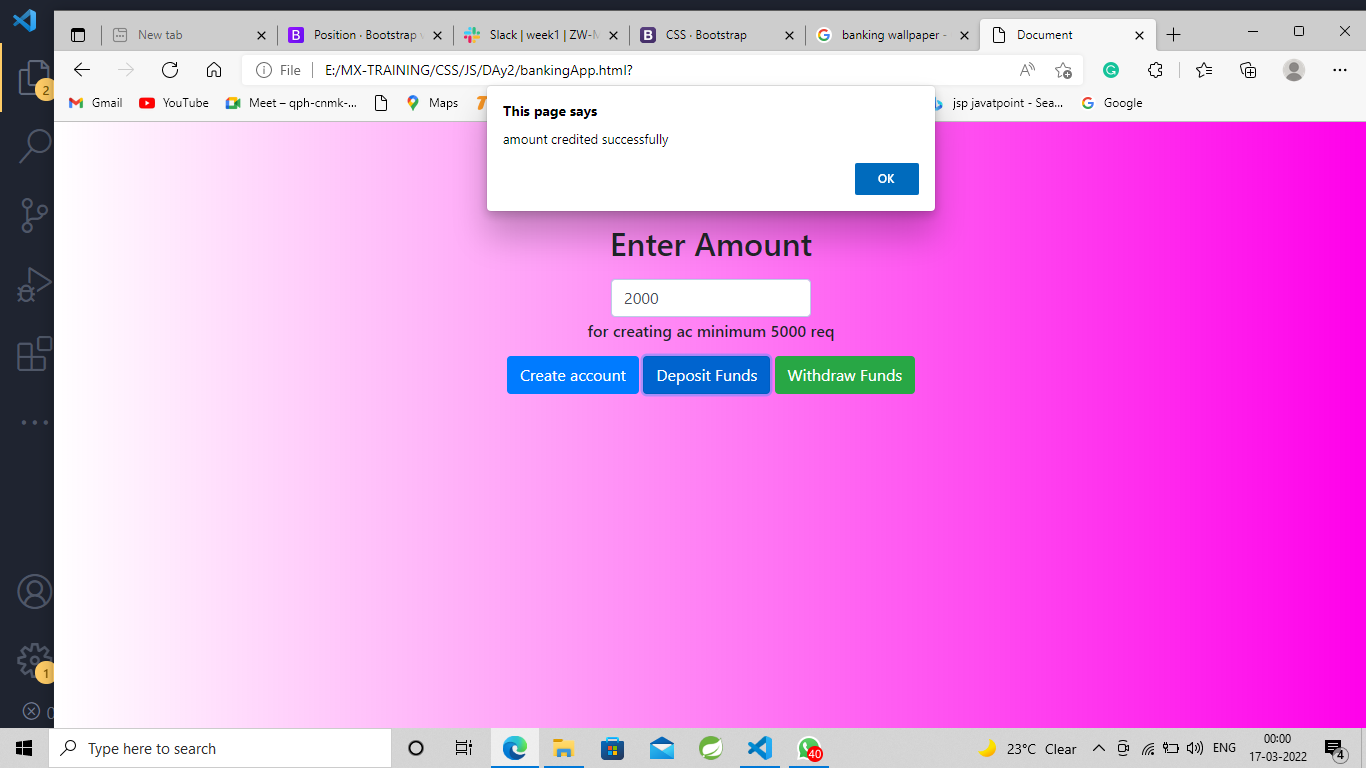 New tab
Position · Bootstrap v
Slack | week1 | ZW-M
CSS · Bootstrap
banking wallpaper -
Document
File
E:/MX-TRAINING/CSS/JS/DAy2/bankingApp.html?
Gmail
YouTube
Meet – qph-cnmk-...
Maps
jsp javatpoint - Sea...
Google
2
This page says
amount credited successfully
OK
Enter Amount
2000
for creating ac minimum 5000 req
Create account
Deposit Funds
Withdraw Funds
1
0
Type here to search
40
23°C Clear
ENG
00:00
17-03-2022
4